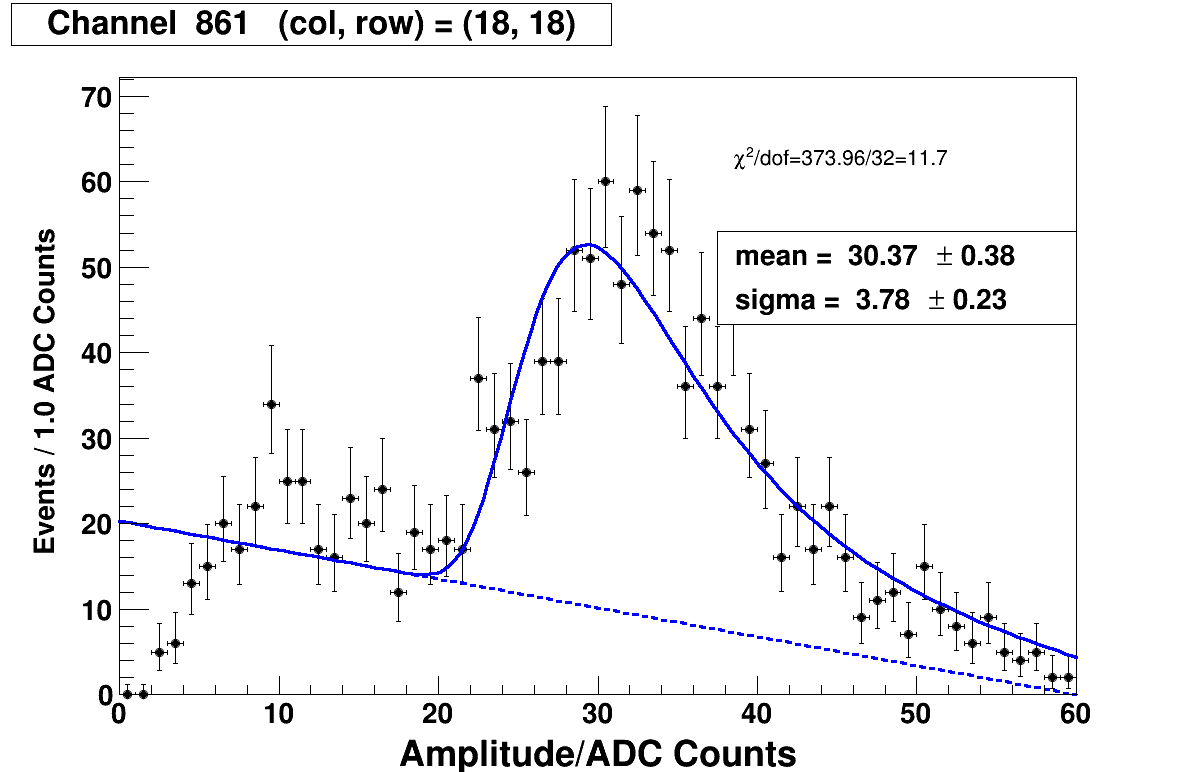 Channel 861 (col, row) = (18, 18)
70
60
50
40
30
20
10
0
Events / 1.0 ADC Counts
χ²/dof=373.96/32=11.7
mean = 30.37 ± 0.38
sigma = 3.78 ± 0.23
0 10 20 30 40 50 60
Amplitude/ADC Counts